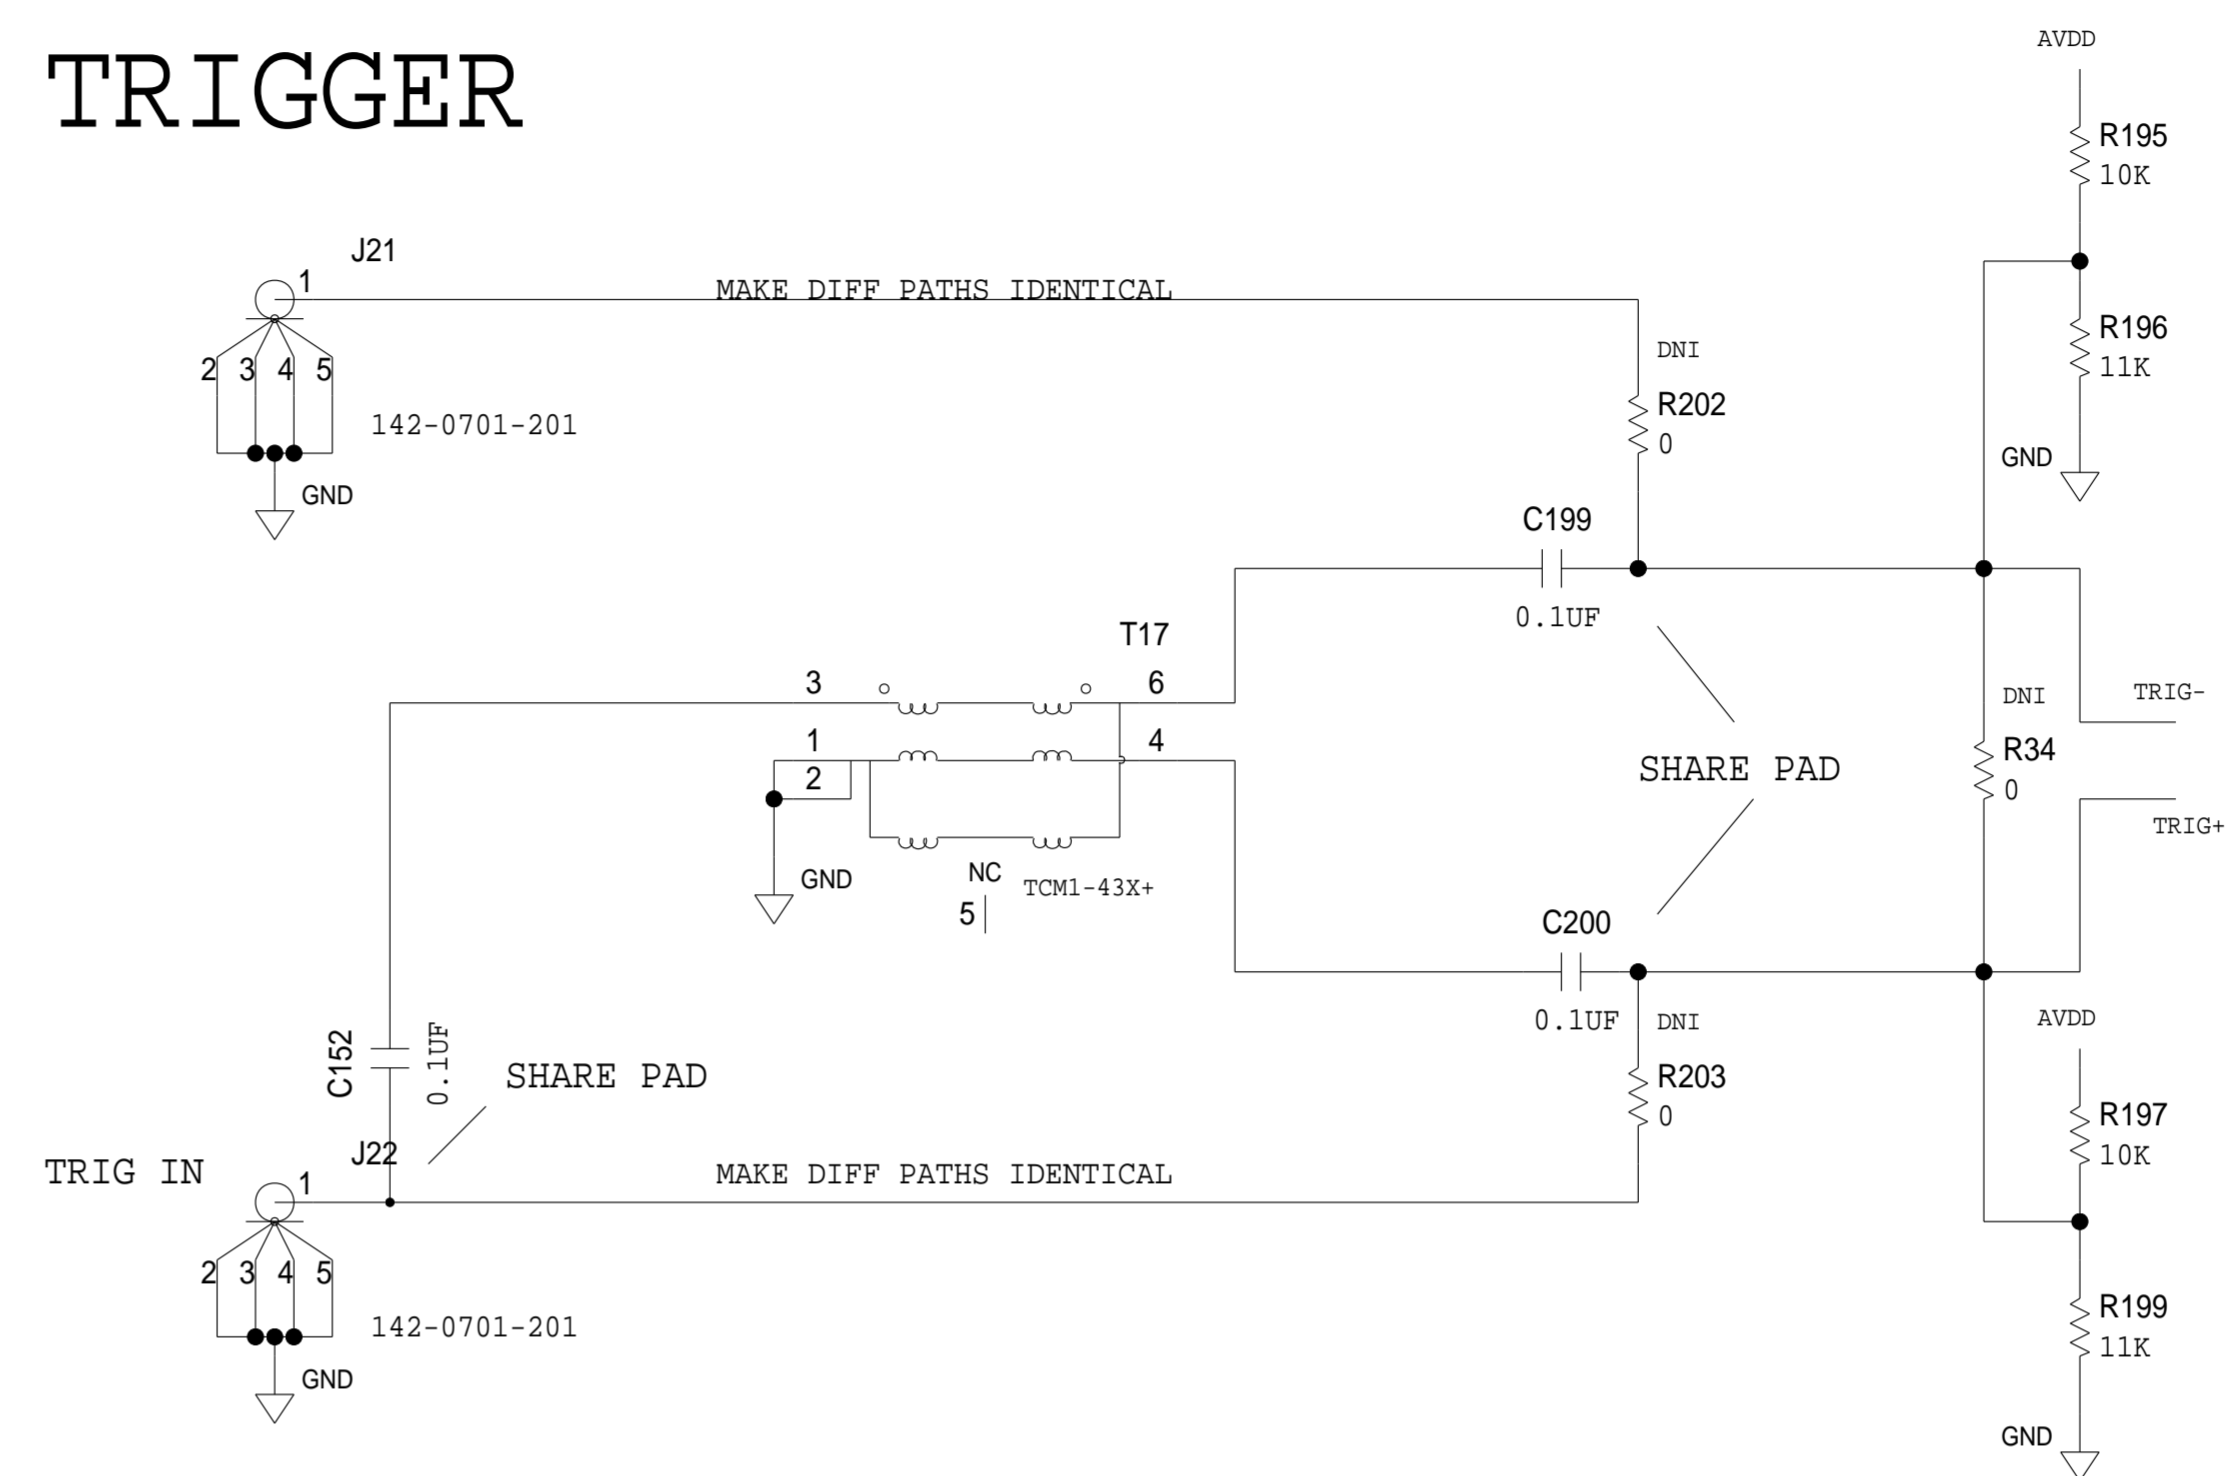 TRIGGER
AVDD
R195
10K
J21
1
MAKE DIFF PATHS IDENTICAL
R196
11K
DNI
2 3 4 5
R202
0
142-0701-201
GND
GND
C199
0.1UF
T17
3
6
DNI
TRIG-
1
4
R34
0
SHARE PAD
2
TRIG+
GND
NC
TCM1-43X+
5
C200
0.1UF
DNI
AVDD
C152
0.1UF
SHARE PAD
R203
0
R197
10K
J22
TRIG IN
1
MAKE DIFF PATHS IDENTICAL
2 3 4 5
R199
11K
142-0701-201
GND
GND